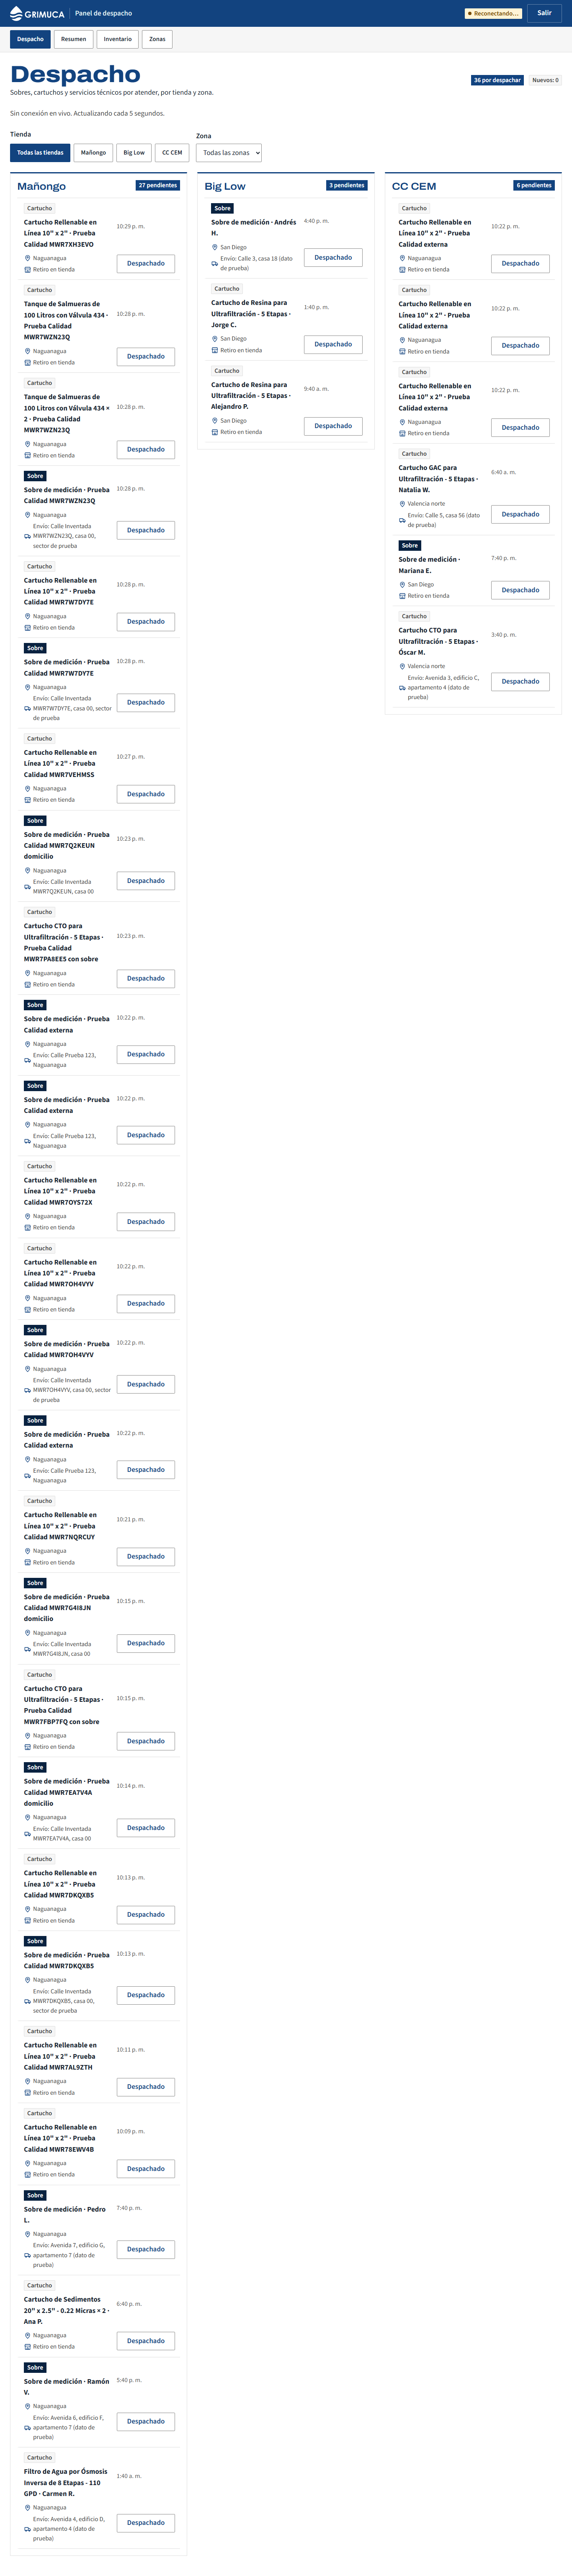 GRIMUCA
Panel de despacho
Reconectando...
Salir
Despacho
Resumen
Inventario
Zonas
Despacho
Sobres, cartuchos y servicios técnicos por atender, por tienda y zona.
36 por despachar
Nuevos: 0
Sin conexión en vivo. Actualizando cada 5 segundos.
Tienda
Todas las tiendas
Mañongo
Big Low
CC CEM
Zona
Todas las zonas
Mañongo
27 pendientes
Cartucho
Cartucho Rellenable en
Línea 10" x 2" · Prueba
Calidad MWR7XH3EVO
10:29 p. m.
Naguanagua
Retiro en tienda
Despachado
Cartucho
Tanque de Salmueras de
100 Litros con Válvula 434 ·
Prueba Calidad
MWR7WZN23Q
10:28 p. m.
Naguanagua
Retiro en tienda
Despachado
Cartucho
Tanque de Salmueras de
100 Litros con Válvula 434 ×
2 · Prueba Calidad
MWR7WZN23Q
10:28 p. m.
Naguanagua
Retiro en tienda
Despachado
Sobre
Sobre de medición · Prueba
Calidad MWR7WZN23Q
10:28 p. m.
Naguanagua
Envío: Calle Inventada
MWR7WZN23Q, casa 00,
sector de prueba
Despachado
Cartucho
Cartucho Rellenable en
Línea 10" x 2" · Prueba
Calidad MWR7W7DY7E
10:28 p. m.
Naguanagua
Retiro en tienda
Despachado
Sobre
Sobre de medición · Prueba
Calidad MWR7W7DY7E
10:28 p. m.
Naguanagua
Envío: Calle Inventada
MWR7W7DY7E, casa 00, sector
de prueba
Despachado
Cartucho
Cartucho Rellenable en
Línea 10" x 2" · Prueba
Calidad MWR7VEHMSS
10:27 p. m.
Naguanagua
Retiro en tienda
Despachado
Sobre
Sobre de medición · Prueba
Calidad MWR7Q2KEUN
domicilio
10:23 p. m.
Naguanagua
Envío: Calle Inventada
MWR7Q2KEUN, casa 00
Despachado
Cartucho
Cartucho CTO para
Ultrafiltración - 5 Etapas ·
Prueba Calidad
MWR7PA8EE5 con sobre
10:23 p. m.
Naguanagua
Retiro en tienda
Despachado
Sobre
Sobre de medición · Prueba
Calidad externa
10:22 p. m.
Naguanagua
Envío: Calle Prueba 123,
Naguanagua
Despachado
Sobre
Sobre de medición · Prueba
Calidad externa
10:22 p. m.
Naguanagua
Envío: Calle Prueba 123,
Naguanagua
Despachado
Cartucho
Cartucho Rellenable en
Línea 10" x 2" · Prueba
Calidad MWR7OYS72X
10:22 p. m.
Naguanagua
Retiro en tienda
Despachado
Cartucho
Cartucho Rellenable en
Línea 10" x 2" · Prueba
Calidad MWR7OH4VYV
10:22 p. m.
Naguanagua
Retiro en tienda
Despachado
Sobre
Sobre de medición · Prueba
Calidad MWR7OH4VYV
10:22 p. m.
Naguanagua
Envío: Calle Inventada
MWR7OH4VYV, casa 00, sector
de prueba
Despachado
Sobre
Sobre de medición · Prueba
Calidad externa
10:22 p. m.
Naguanagua
Envío: Calle Prueba 123,
Naguanagua
Despachado
Cartucho
Cartucho Rellenable en
Línea 10" x 2" · Prueba
Calidad MWR7NQRCUY
10:21 p. m.
Naguanagua
Retiro en tienda
Despachado
Sobre
Sobre de medición · Prueba
Calidad MWR7G4I8JN
domicilio
10:15 p. m.
Naguanagua
Envío: Calle Inventada
MWR7G4I8JN, casa 00
Despachado
Cartucho
Cartucho CTO para
Ultrafiltración - 5 Etapas ·
Prueba Calidad
MWR7FBP7FQ con sobre
10:15 p. m.
Naguanagua
Retiro en tienda
Despachado
Sobre
Sobre de medición · Prueba
Calidad MWR7EA7V4A
domicilio
10:14 p. m.
Naguanagua
Envío: Calle Inventada
MWR7EA7V4A, casa 00
Despachado
Cartucho
Cartucho Rellenable en
Línea 10" x 2" · Prueba
Calidad MWR7DKQXB5
10:13 p. m.
Naguanagua
Retiro en tienda
Despachado
Sobre
Sobre de medición · Prueba
Calidad MWR7DKQXB5
10:13 p. m.
Naguanagua
Envío: Calle Inventada
MWR7DKQXB5, casa 00,
sector de prueba
Despachado
Cartucho
Cartucho Rellenable en
Línea 10" x 2" · Prueba
Calidad MWR7AL9ZTH
10:11 p. m.
Naguanagua
Retiro en tienda
Despachado
Cartucho
Cartucho Rellenable en
Línea 10" x 2" · Prueba
Calidad MWR78EWV4B
10:09 p. m.
Naguanagua
Retiro en tienda
Despachado
Sobre
Sobre de medición · Pedro
L.
7:40 p. m.
Naguanagua
Envío: Avenida 7, edificio G,
apartamento 7 (dato de
prueba)
Despachado
Cartucho
Cartucho de Sedimentos
20" x 2.5" - 0.22 Micras × 2 ·
Ana P.
6:40 p. m.
Naguanagua
Retiro en tienda
Despachado
Sobre
Sobre de medición · Ramón
V.
5:40 p. m.
Naguanagua
Envío: Avenida 6, edificio F,
apartamento 7 (dato de
prueba)
Despachado
Cartucho
Filtro de Agua por Ósmosis
Inversa de 8 Etapas - 110
GPD · Carmen R.
1:40 a. m.
Naguanagua
Envío: Avenida 4, edificio D,
apartamento 4 (dato de
prueba)
Despachado
Big Low
3 pendientes
Sobre
Sobre de medición · Andrés
H.
4:40 p. m.
San Diego
Envío: Calle 3, casa 18 (dato
de prueba)
Despachado
Cartucho
Cartucho de Resina para
Ultrafiltración - 5 Etapas ·
Jorge C.
1:40 p. m.
San Diego
Retiro en tienda
Despachado
Cartucho
Cartucho de Resina para
Ultrafiltración - 5 Etapas ·
Alejandro P.
9:40 a. m.
San Diego
Retiro en tienda
Despachado
CC CEM
6 pendientes
Cartucho
Cartucho Rellenable en
Línea 10" x 2" · Prueba
Calidad externa
10:22 p. m.
Naguanagua
Retiro en tienda
Despachado
Cartucho
Cartucho Rellenable en
Línea 10" x 2" · Prueba
Calidad externa
10:22 p. m.
Naguanagua
Retiro en tienda
Despachado
Cartucho
Cartucho Rellenable en
Línea 10" x 2" · Prueba
Calidad externa
10:22 p. m.
Naguanagua
Retiro en tienda
Despachado
Cartucho
Cartucho GAC para
Ultrafiltración - 5 Etapas ·
Natalia W.
6:40 a. m.
Valencia norte
Envío: Calle 5, casa 56 (dato
de prueba)
Despachado
Sobre
Sobre de medición ·
Mariana E.
7:40 p. m.
San Diego
Retiro en tienda
Despachado
Cartucho
Cartucho CTO para
Ultrafiltración - 5 Etapas ·
Óscar M.
3:40 p. m.
Valencia norte
Envío: Avenida 3, edificio C,
apartamento 4 (dato de
prueba)
Despachado